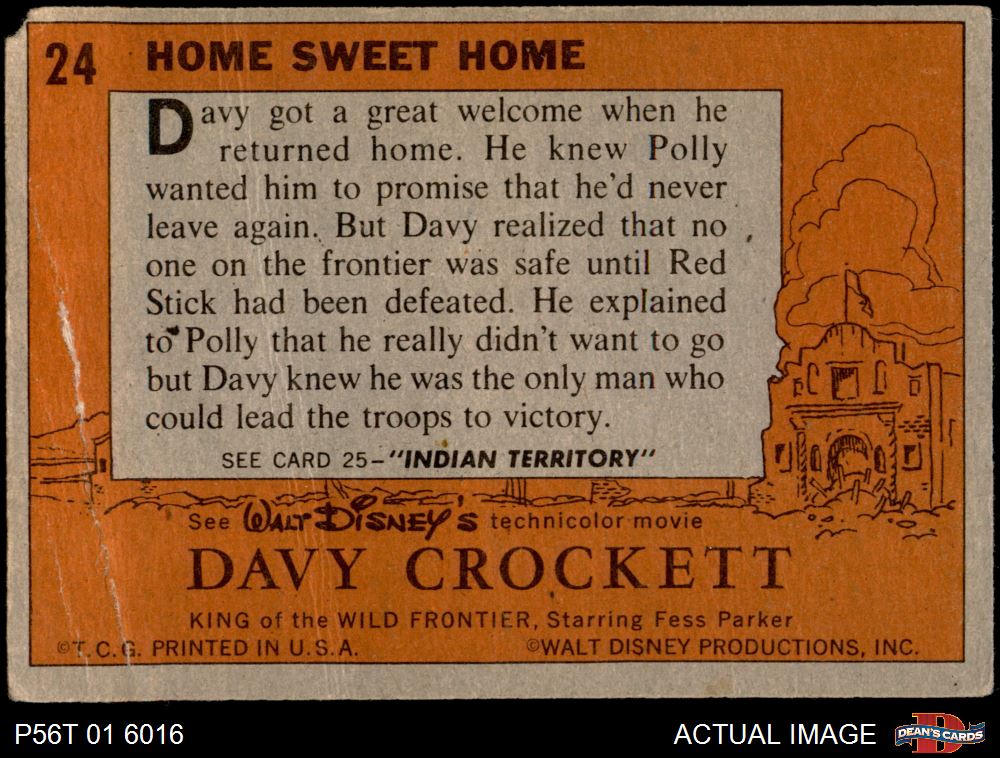 24 HOME SWEET HOME
Davy got a great welcome when he
returned home. He knew Polly
wanted him to promise that he'd never
leave again. But Davy realized that no
one on the frontier was safe until Red
Stick had been defeated. He explained
to Polly that he really didn't want to go
but Davy knew he was the only man who
could lead the troops to victory.
SEE CARD 25-"INDIAN TERRITORY"
See WALT DISNEY'S technicolor movie
DAVY CROCKETT
KING of the WILD FRONTIER, Starring Fess Parker
©T.C.G. PRINTED IN U.S.A. ©WALT DISNEY PRODUCTIONS, INC.
P56T 01 6016 ACTUAL IMAGE D DEAN'S CARDS